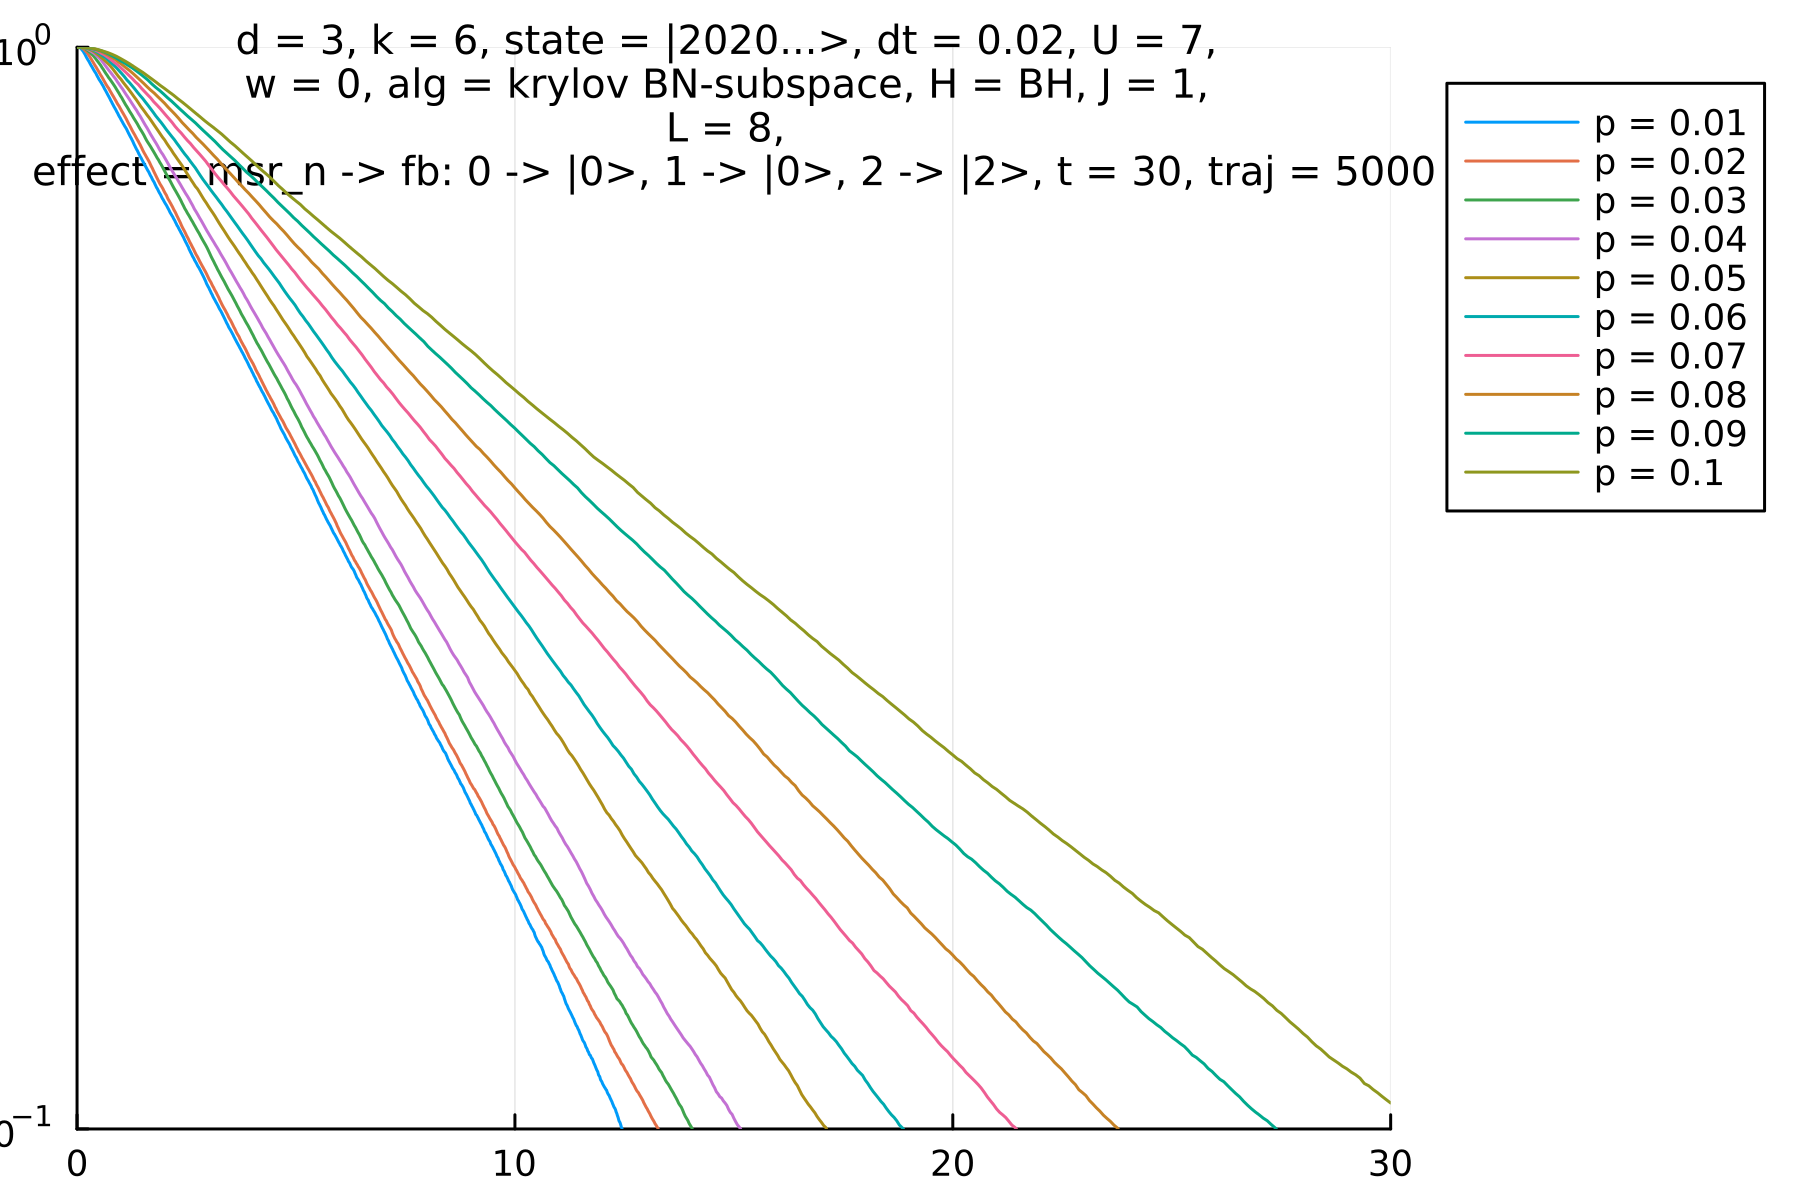 10⁰
d = 3, k = 6, state = |2020...>, dt = 0.02, U = 7,
w = 0, alg = krylov BN-subspace, H = BH, J = 1,
L = 8,
effect = msr_n -> fb: 0 -> |0>, 1 -> |0>, 2 -> |2>, t = 30, traj = 5000
p = 0.01
p = 0.02
p = 0.03
p = 0.04
p = 0.05
p = 0.06
p = 0.07
p = 0.08
p = 0.09
p = 0.1
0⁻¹
0 10 20 30